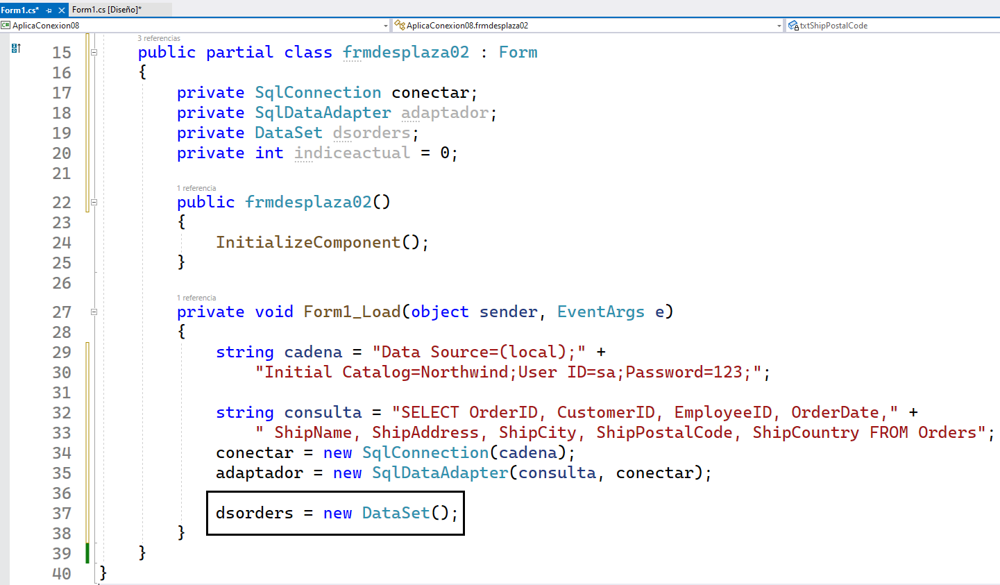 Form1.cs* Form1.cs [Diseño]*
AplicaConexion08 AplicaConexion08.frmdesplaza02 txtShipPostalCode
3 referencias
15 public partial class frmdesplaza02 : Form
16 {
17 private SqlConnection conectar;
18 private SqlDataAdapter adaptador;
19 private DataSet dsorders;
20 private int indiceactual = 0;
21
1 referencia
22 public frmdesplaza02()
23 {
24 InitializeComponent();
25 }
26
1 referencia
27 private void Form1_Load(object sender, EventArgs e)
28 {
29 string cadena = "Data Source=(local);" +
30 "Initial Catalog=Northwind;User ID=sa;Password=123;";
31
32 string consulta = "SELECT OrderID, CustomerID, EmployeeID, OrderDate," +
33 " ShipName, ShipAddress, ShipCity, ShipPostalCode, ShipCountry FROM Orders";
34 conectar = new SqlConnection(cadena);
35 adaptador = new SqlDataAdapter(consulta, conectar);
36
37 dsorders = new DataSet();
38 }
39 }
40 }